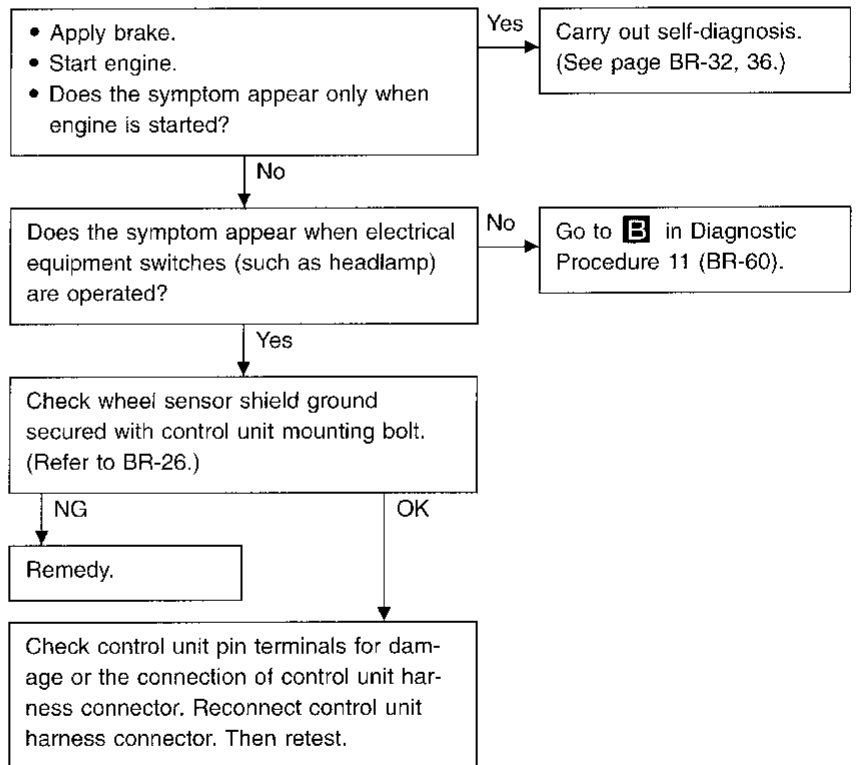 • Apply brake.
• Start engine.
• Does the symptom appear only when
engine is started?
Yes
Carry out self-diagnosis.
(See page BR-32, 36.)
No
Does the symptom appear when electrical
equipment switches (such as headlamp)
are operated?
No
Go to B in Diagnostic
Procedure 11 (BR-60).
Yes
Check wheel sensor shield ground
secured with control unit mounting bolt.
(Refer to BR-26.)
NG
OK
Remedy.
Check control unit pin terminals for dam-
age or the connection of control unit har-
ness connector. Reconnect control unit
harness connector. Then retest.